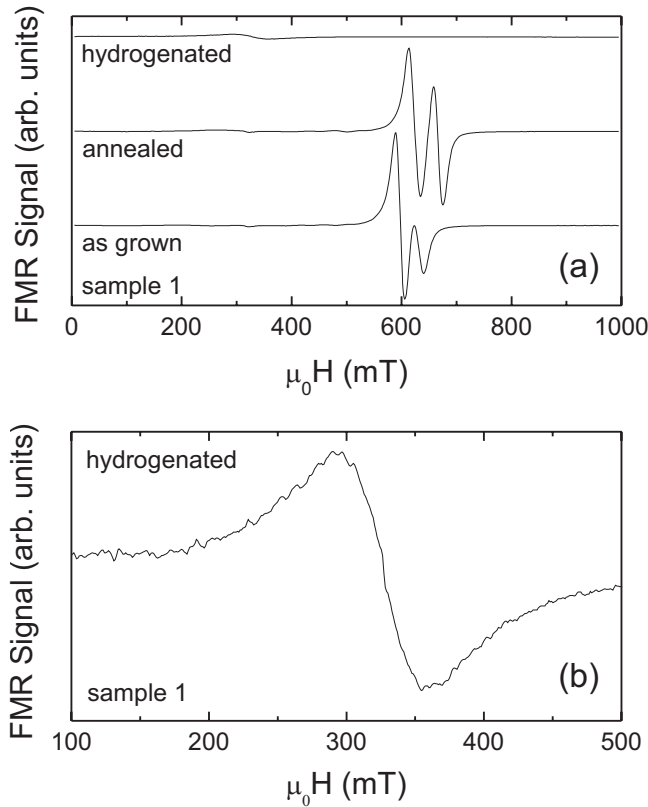 FMR Signal (arb. units)
hydrogenated
annealed
as grown
sample 1
(a)
0 200 400 600 800 1000
μ₀H (mT)
FMR Signal (arb. units)
hydrogenated
sample 1
(b)
100 200 300 400 500
μ₀H (mT)